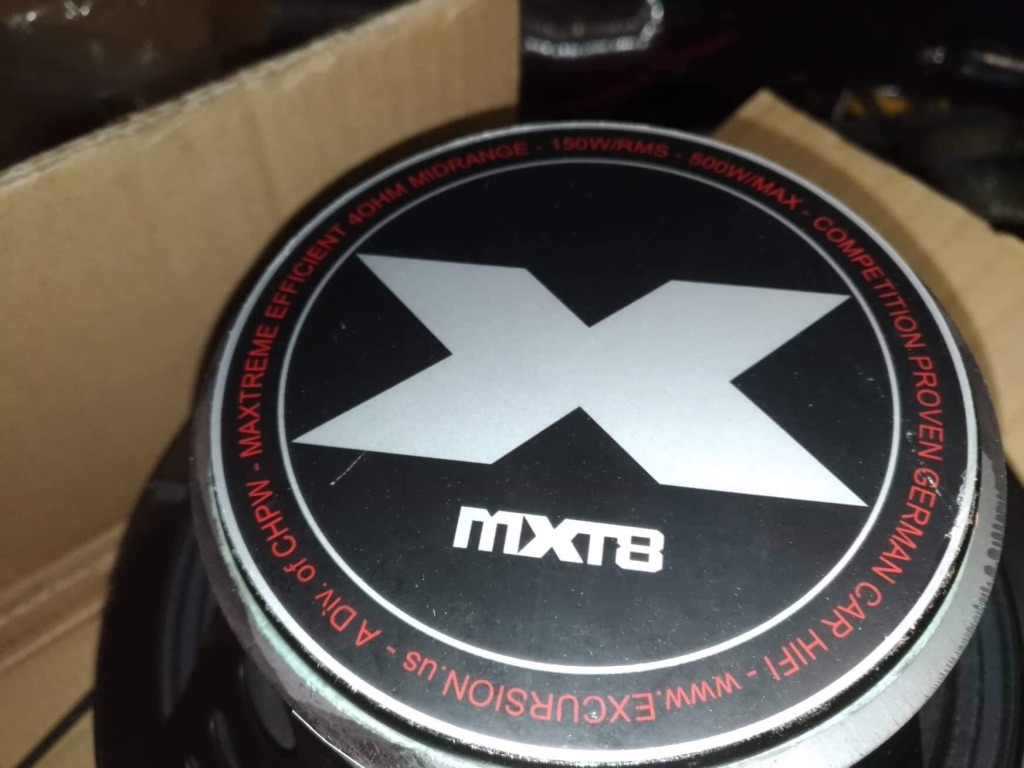 MAXTREME EFFICIENT 4OHM MIDRANGE - 150W/RMS - 500W/MAX - COMPETITION PROVEN GERMAN CAR HIFI - www.EXCURSION.us - A Div. of CHPW -
X
MXT8